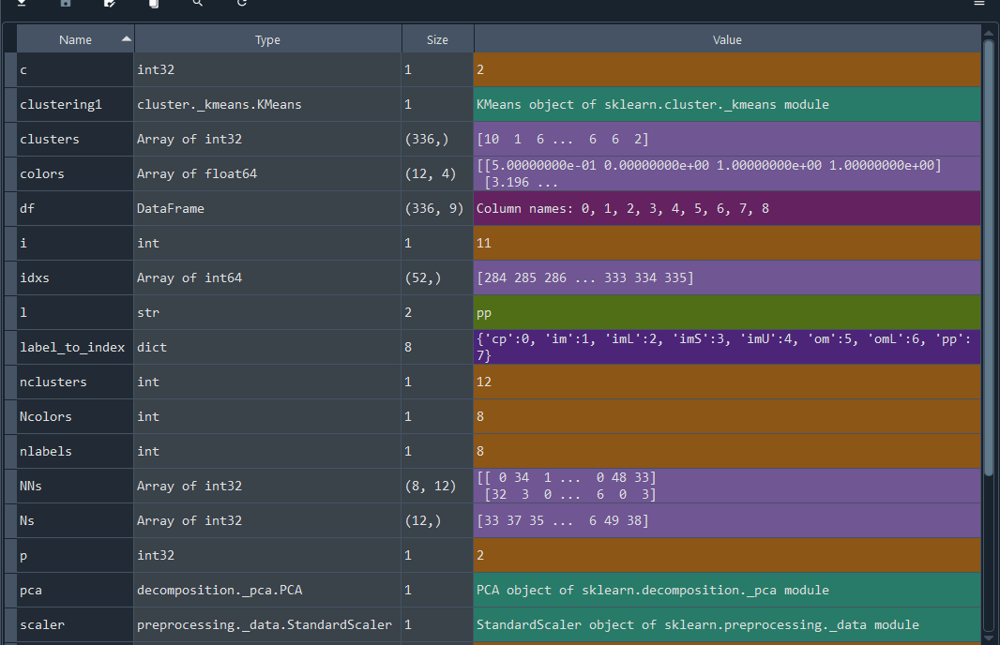 Name Type Size Value
c int32 1 2
clustering1 cluster._kmeans.KMeans 1 KMeans object of sklearn.cluster._kmeans module
clusters Array of int32 (336,) [10  1  6 ...  6  6  2]
colors Array of float64 (12, 4) [[5.00000000e-01 0.00000000e+00 1.00000000e+00 1.00000000e+00]
[3.196 ...
df DataFrame (336, 9) Column names: 0, 1, 2, 3, 4, 5, 6, 7, 8
i int 1 11
idxs Array of int64 (52,) [284 285 286 ... 333 334 335]
l str 2 pp
label_to_index dict 8 {'cp':0, 'im':1, 'imL':2, 'imS':3, 'imU':4, 'om':5, 'omL':6, 'pp':
7}
nclusters int 1 12
Ncolors int 1 8
nlabels int 1 8
NNs Array of int32 (8, 12) [[ 0 34  1 ...  0 48 33]
[32  3  0 ...  6  0  3]
Ns Array of int32 (12,) [33 37 35 ...  6 49 38]
p int32 1 2
pca decomposition._pca.PCA 1 PCA object of sklearn.decomposition._pca module
scaler preprocessing._data.StandardScaler 1 StandardScaler object of sklearn.preprocessing._data module